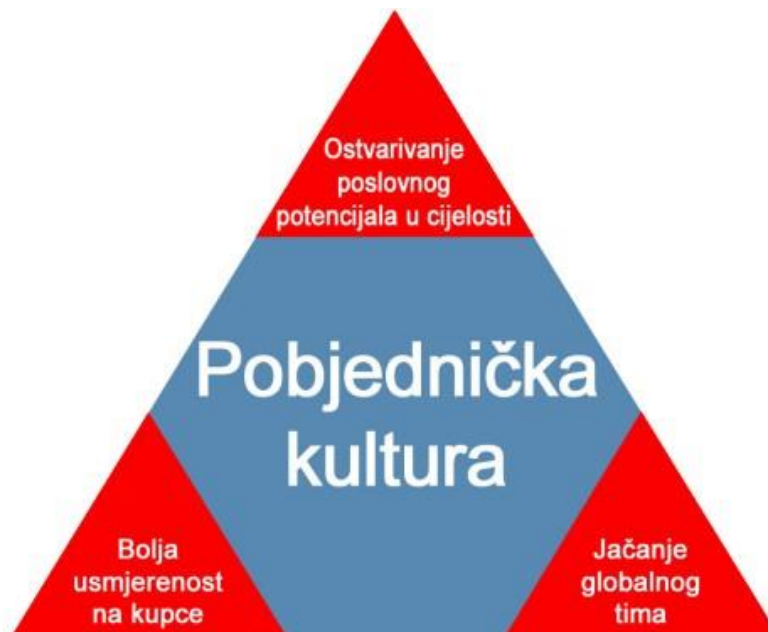 Ostvarivanje
poslovnog
potencijala u cijelosti
Pobjednička
kultura
Bolja
usmjerenost
na kupce
Jačanje
globalnog
tima